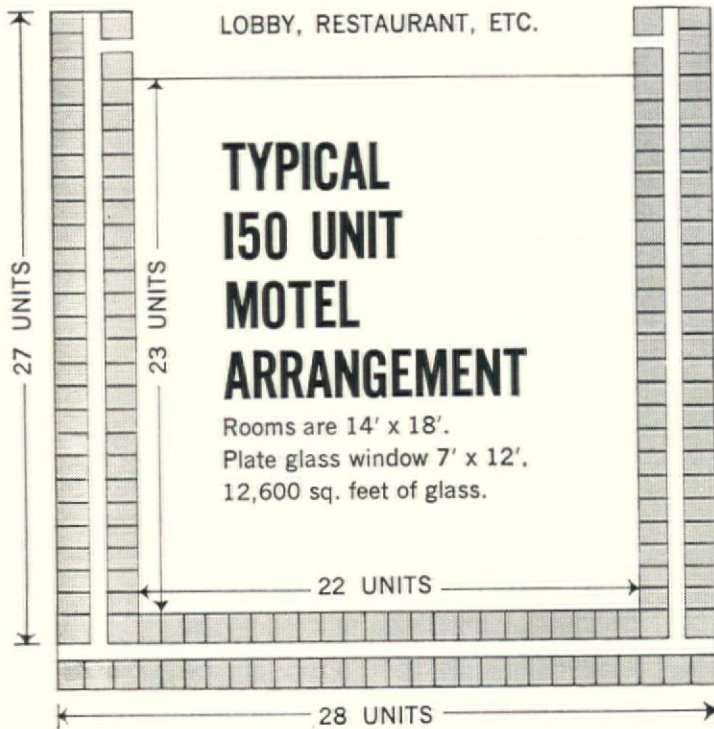 LOBBY, RESTAURANT, ETC.
TYPICAL
150 UNIT
MOTEL
ARRANGEMENT
Rooms are 14′ x 18′.
Plate glass window 7′ x 12′.
12,600 sq. feet of glass.
27 UNITS
23 UNITS
22 UNITS
28 UNITS